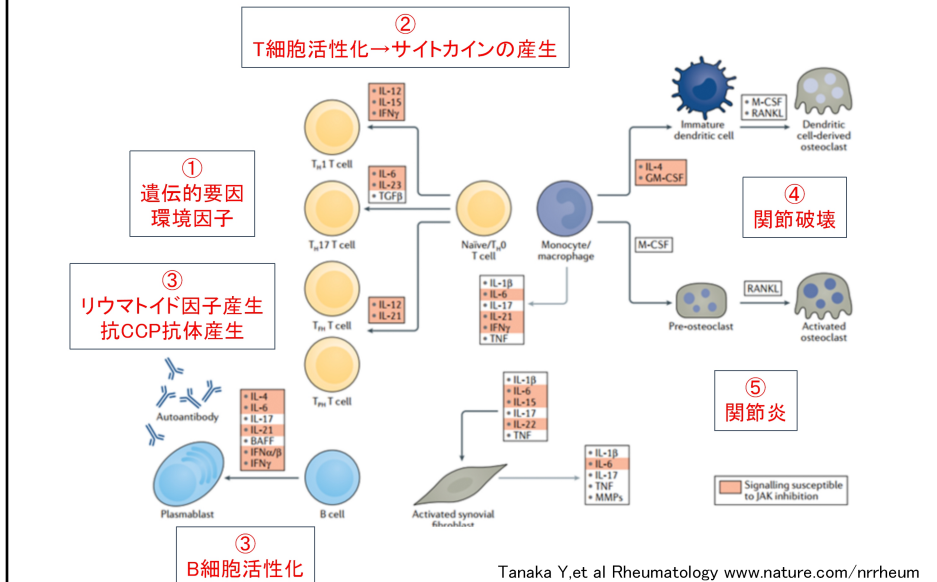 ②
T細胞活性化→サイトカインの産生
①
遺伝的要因
環境因子
③
リウマトイド因子産生
抗CCP抗体産生
• IL-12
• IL-15
• IFNγ
TH1 T cell
• IL-6
• IL-23
• TGFβ
TH17 T cell
• IL-12
• IL-21
TFH T cell
TPH T cell
Naïve/TH0
T cell
Monocyte/
macrophage
• IL-1β
• IL-6
• IL-17
• IL-21
• IFNγ
• TNF
• IL-4
• GM-CSF
Immature
dendritic cell
• M-CSF
• RANKL
Dendritic
cell-derived
osteoclast
④
関節破壊
M-CSF
Pre-osteoclast
RANKL
Activated
osteoclast
Autoantibody
• IL-4
• IL-6
• IL-17
• IL-21
• BAFF
• IFNα/β
• IFNγ
Plasmablast
B cell
③
B細胞活性化
• IL-1β
• IL-6
• IL-15
• IL-17
• IL-22
• TNF
Activated synovial
fibroblast
• IL-1β
• IL-6
• IL-17
• TNF
• MMPs
⑤
関節炎
Signalling susceptible
to JAK inhibition
Tanaka Y,et al Rheumatology www.nature.com/nrrheum